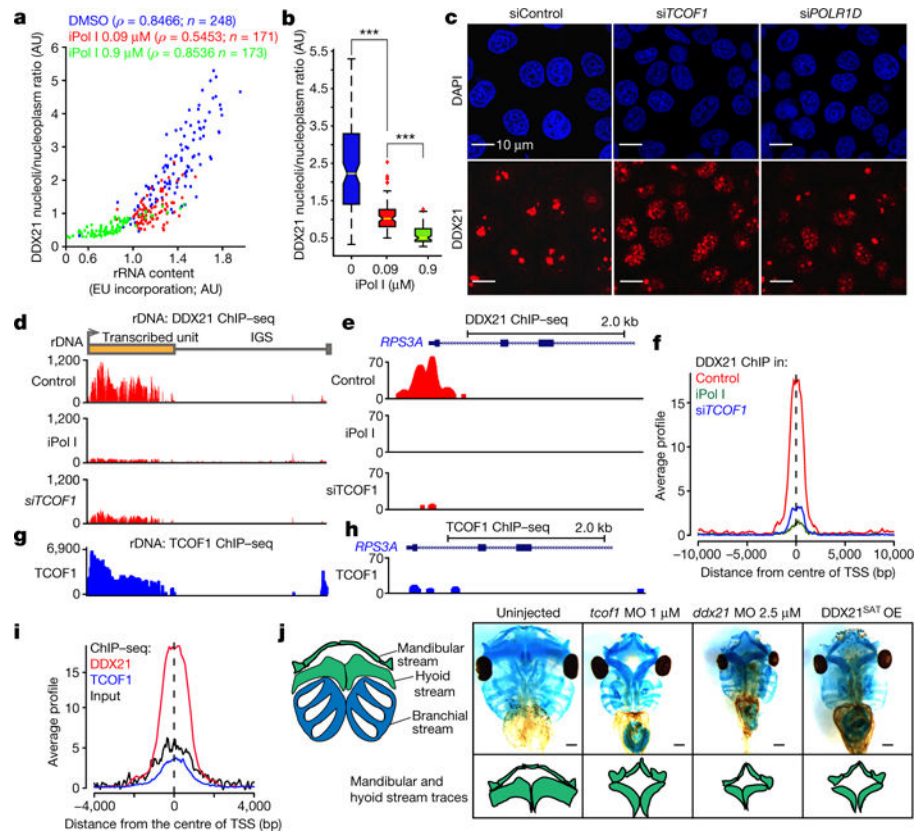 a
DMSO (ρ = 0.8466; n = 248)
iPol I 0.09 μM (ρ = 0.5453; n = 171)
iPol I 0.9 μM (ρ = 0.8536 n = 173)
DDX21 nucleoli/nucleoplasm ratio (AU)
6
5
4
3
2
1
0
0 0.6 1.0 1.4 1.8
rRNA content
(EU incorporation; AU)
b
DDX21 nucleoli/nucleoplasm ratio (AU)
***
***
5.5
4.5
3.5
2.5
1.5
0.5
0 0.09 0.9
iPol I (μM)
c
siControl siTCOF1 siPOLR1D
DAPI
10 μm
DDX21
d
rDNA: DDX21 ChIP–seq
rDNA Transcribed unit IGS
1,200
Control
0
1,200
iPol I
0
1,200
siTCOF1
0
e
DDX21 ChIP–seq 2.0 kb
RPS3A
70
Control
0
70
iPol I
0
70
siTCOF1
0
f
DDX21 ChIP in:
Control
iPol I
siTCOF1
Average profile
15
10
5
0
−10,000 −5,000 0 5,000 10,000
Distance from centre of TSS (bp)
g
rDNA: TCOF1 ChIP–seq
6,900
TCOF1
0
h
TCOF1 ChIP–seq 2.0 kb
RPS3A
70
TCOF1
0
i
ChIP–seq:
DDX21
TCOF1
Input
Average profile
15
10
5
0
−4,000 0 4,000
Distance from the centre of TSS (bp)
j
Mandibular
stream
Hyoid
stream
Branchial
stream
Uninjected tcof1 MO 1 μM ddx21 MO 2.5 μM DDX21SAT OE
Mandibular and
hyoid stream traces